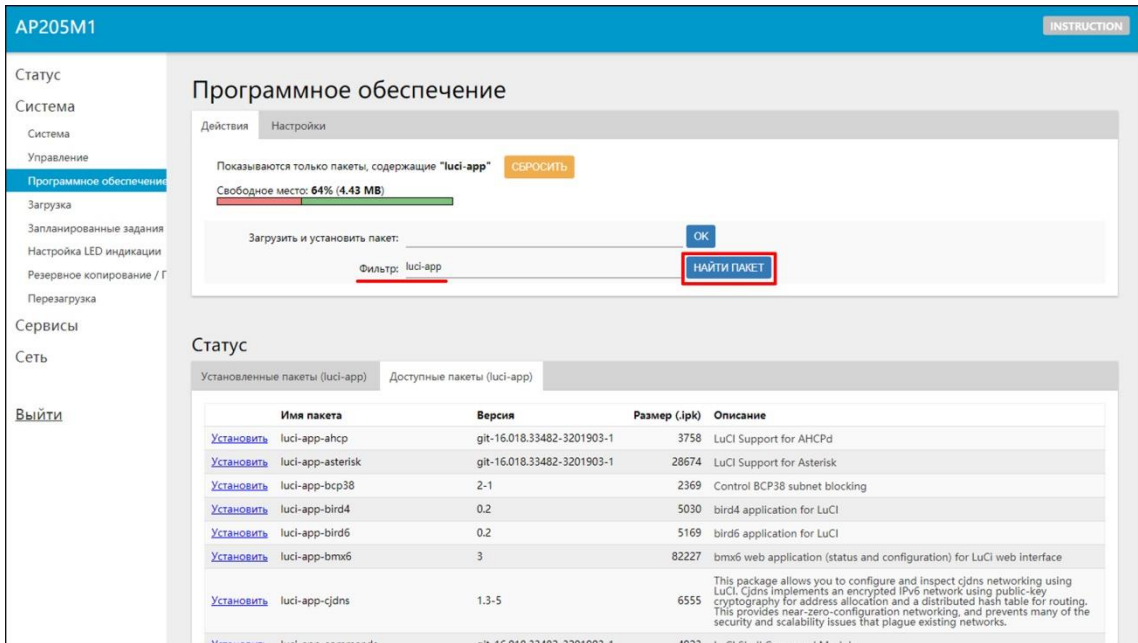 AP205M1
INSTRUCTION
Статус
Система
Система
Управление
Программное обеспечение
Загрузка
Запланированные задания
Настройка LED индикации
Резервное копирование / П
Перезагрузка
Сервисы
Сеть
Выйти
Программное обеспечение
Действия Настройки
Показываются только пакеты, содержащие "luci-app" СБРОСИТЬ
Свободное место: 64% (4.43 MB)
Загрузить и установить пакет: OK
Фильтр: luci-app НАЙТИ ПАКЕТ
Статус
Установленные пакеты (luci-app) Доступные пакеты (luci-app)
Имя пакета Версия Размер (.ipk) Описание
Установить luci-app-ahcp git-16.018.33482-3201903-1 3758 LuCI Support for AHCPd
Установить luci-app-asterisk git-16.018.33482-3201903-1 28674 LuCI Support for Asterisk
Установить luci-app-bcp38 2-1 2369 Control BCP38 subnet blocking
Установить luci-app-bird4 0.2 5030 bird4 application for LuCI
Установить luci-app-bird6 0.2 5169 bird6 application for LuCI
Установить luci-app-bmx6 3 82227 bmx6 web application (status and configuration) for LuCi web interface
This package allows you to configure and inspect cjdns networking using
LuCI. Cjdns implements an encrypted IPv6 network using public-key
Установить luci-app-cjdns 1.3-5 6555 cryptography for address allocation and a distributed hash table for routing.
This provides near-zero-configuration networking, and prevents many of the
security and scalability issues that plague existing networks.